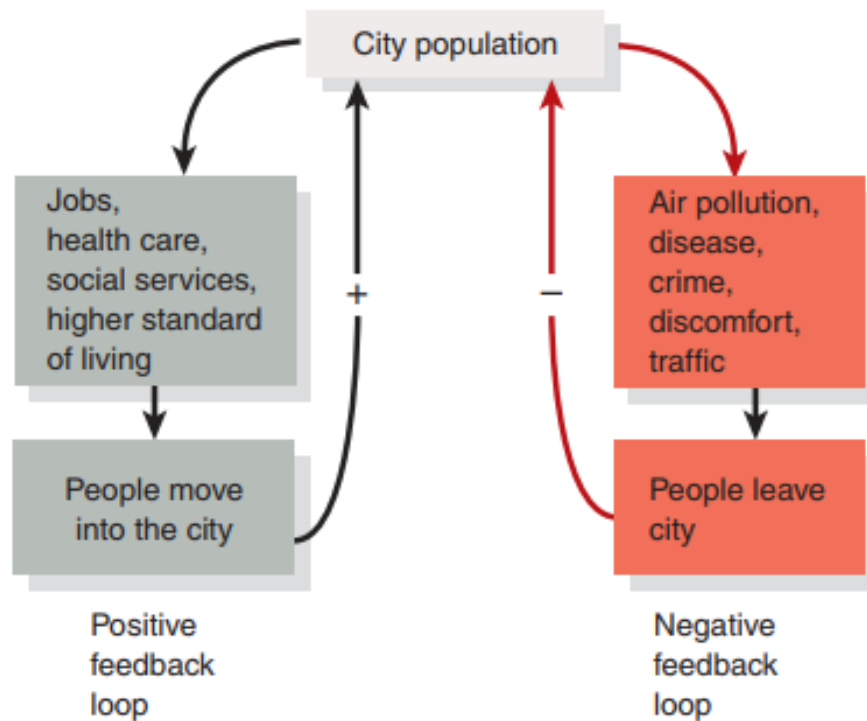 City population
Jobs,
health care,
social services,
higher standard
of living
+
People move
into the city
Positive
feedback
loop
Air pollution,
disease,
crime,
discomfort,
traffic
−
People leave
city
Negative
feedback
loop